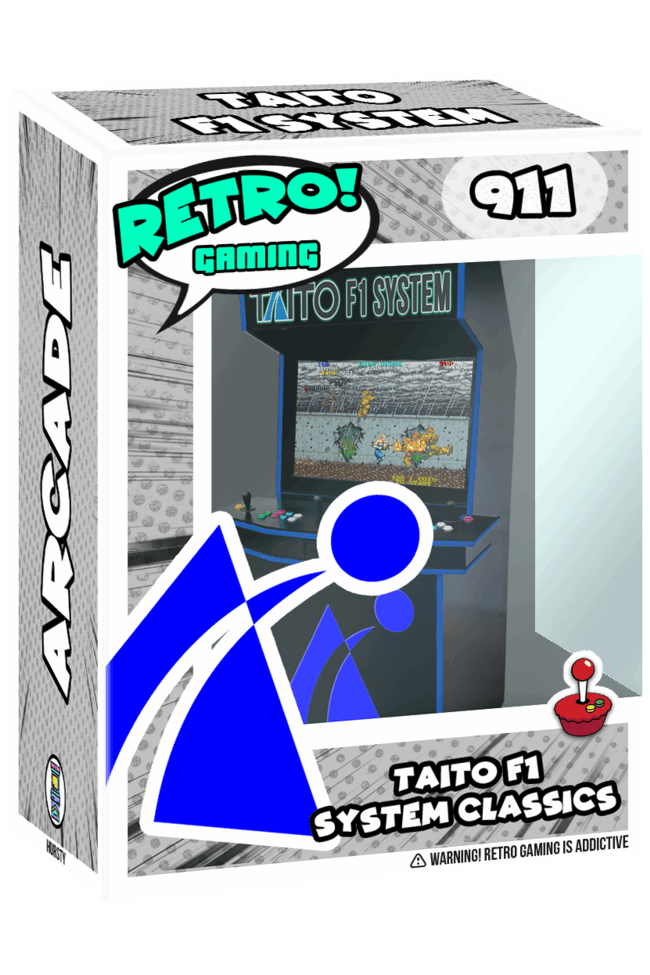 TAITO
F1 SYSTEM
RETRO!
GAMING
911
ARCADE
TAITO F1 SYSTEM
TAITO F1
SYSTEM CLASSICS
WARNING! RETRO GAMING IS ADDICTIVE
HURSTY